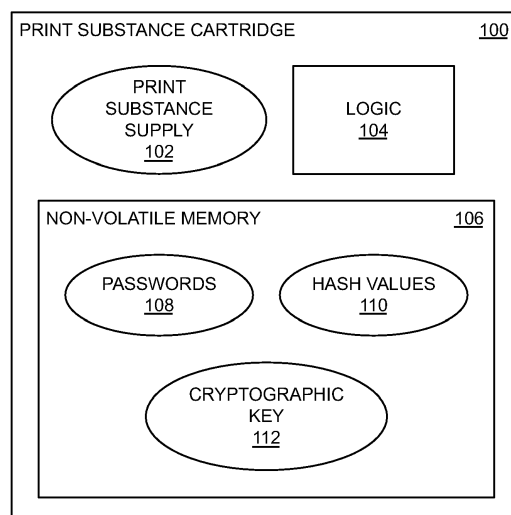 PRINT SUBSTANCE CARTRIDGE 100
PRINT
SUBSTANCE
SUPPLY
102
LOGIC
104
NON-VOLATILE MEMORY 106
PASSWORDS
108
HASH VALUES
110
CRYPTOGRAPHIC
KEY
112